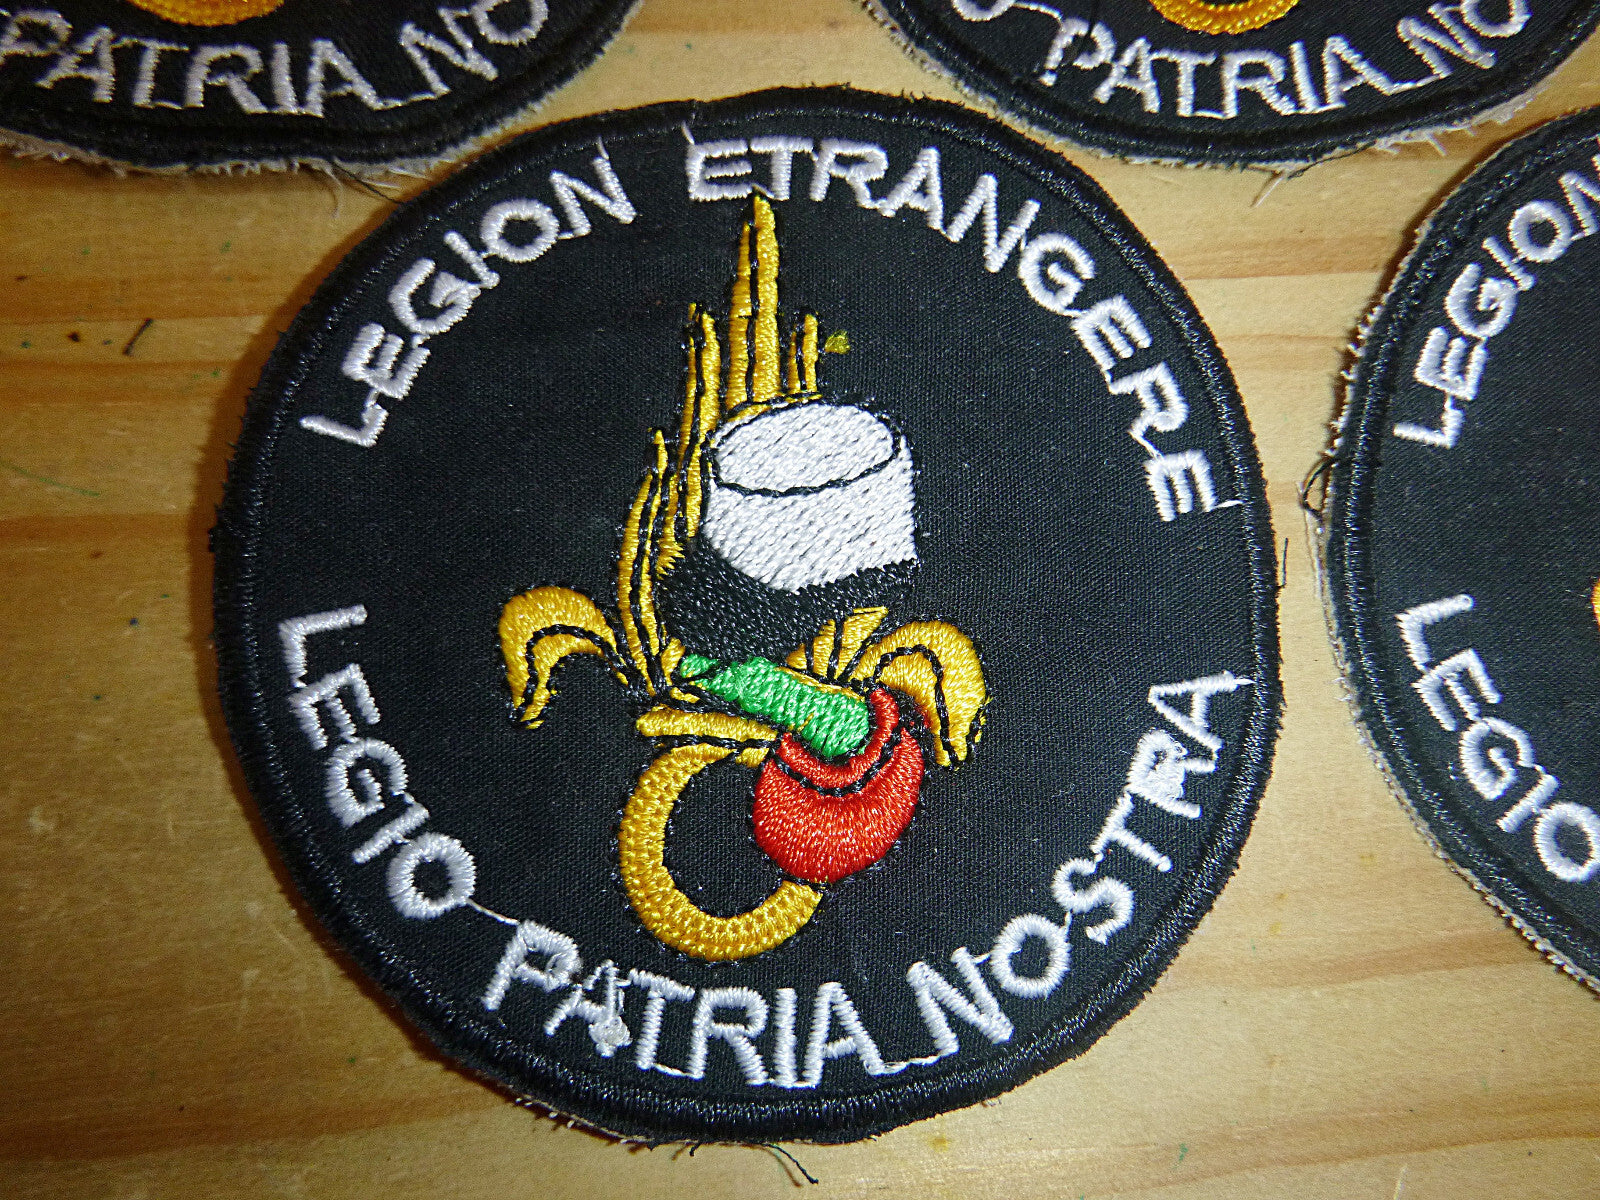 PATRIA NO
O PATRIA NO
LEGION ETRANGERE
LEGIO PATRIA NOSTRA
LEGION
LEGIO